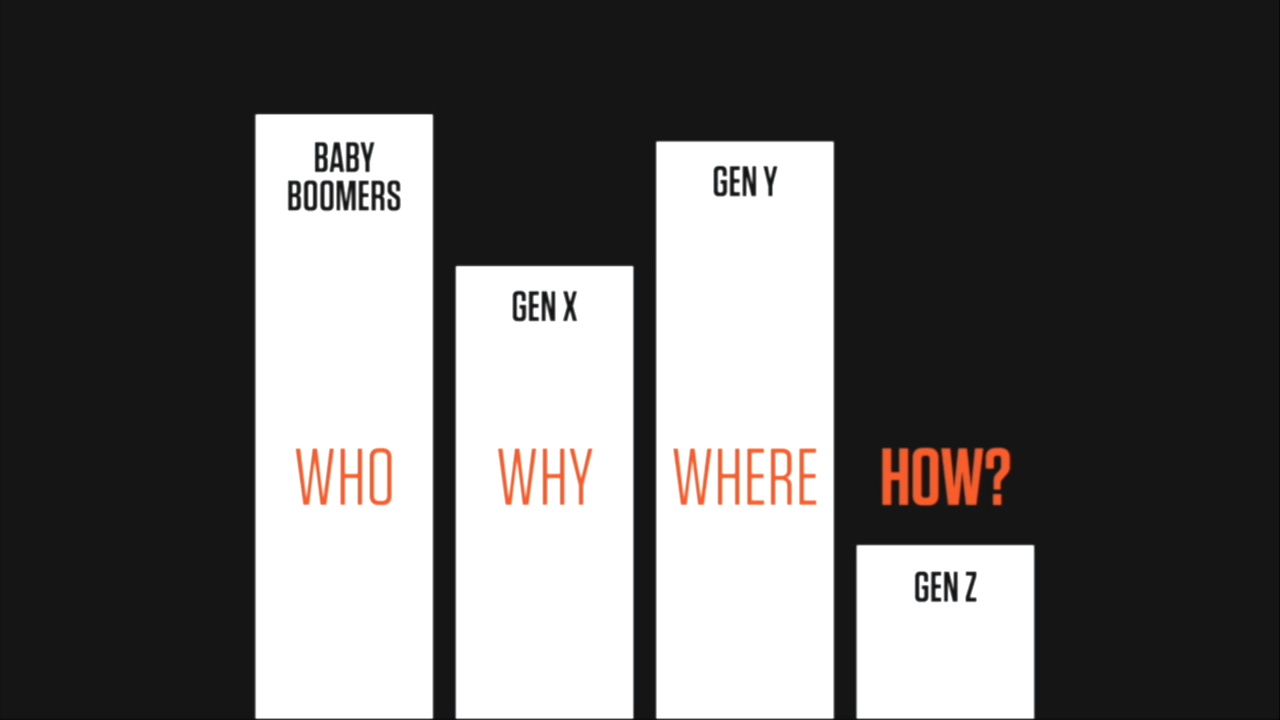 BABY
BOOMERS
GEN X
GEN Y
WHO
WHY
WHERE
HOW?
GEN Z